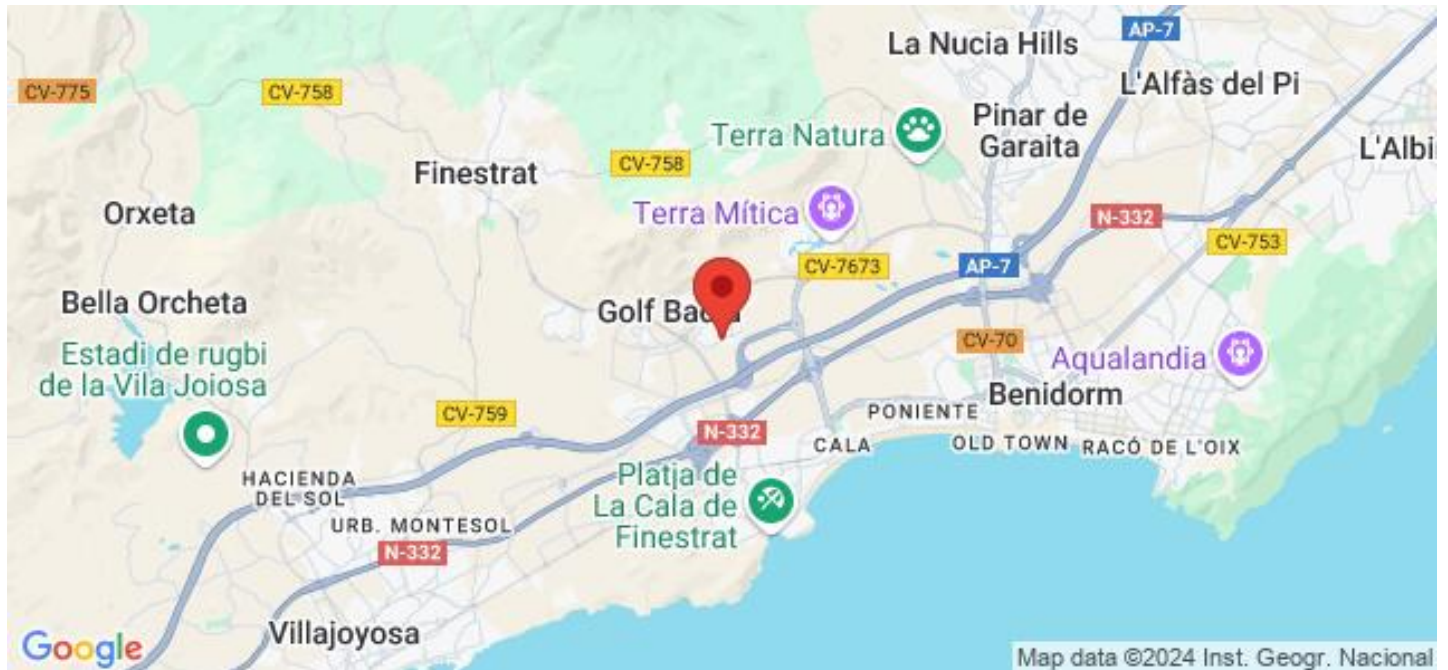 La Nucia Hills
AP-7
L'Alfàs del Pi
CV-775
CV-758
Terra Natura
Pinar de
Garaita
L'Albi
Finestrat
CV-758
Orxeta
Terra Mítica
N-332
CV-753
CV-7673
AP-7
Bella Orcheta
Golf
Estadi de rugbi
de la Vila Joiosa
CV-70
Aqualandia
Benidorm
CV-759
PONIENTE
N-332
CALA
OLD TOWN
RACÓ DE L'OIX
HACIENDA
DEL SOL
Platja de
La Cala de
Finestrat
URB. MONTESOL
N-332
Villajoyosa
Google
Map data ©2024 Inst. Geogr. Nacional